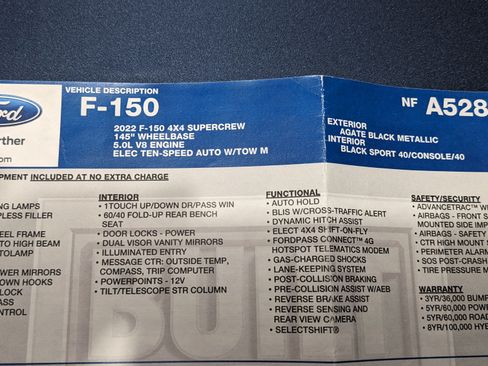 Ford
VEHICLE DESCRIPTION
F-150
2022 F-150 4X4 SUPERCREW
145" WHEELBASE
5.0L V8 ENGINE
ELEC TEN-SPEED AUTO W/TOW M
NF A528
EXTERIOR
AGATE BLACK METALLIC
INTERIOR
BLACK SPORT 40/CONSOLE/40
INCLUDED AT NO EXTRA CHARGE
NG LAMPS
PLESS FILLER
EEL FRAME
TO HIGH BEAM
TOLAMP
OWER MIRRORS
OWN HOOKS
LOCK
ASS
ONTROL
INTERIOR
• 1TOUCH UP/DOWN DR/PASS WIN
• 60/40 FOLD-UP REAR BENCH
SEAT
• DOOR LOCKS - POWER
• DUAL VISOR VANITY MIRRORS
• ILLUMINATED ENTRY
• MESSAGE CTR: OUTSIDE TEMP,
COMPASS, TRIP COMPUTER
• POWERPOINTS - 12V
• TILT/TELESCOPE STR COLUMN
FUNCTIONAL
• AUTO HOLD
• BLIS W/CROSS-TRAFFIC ALERT
• DYNAMIC HITCH ASSIST
• ELECT 4X4 SHIFT-ON-FLY
• FORDPASS CONNECT™ 4G
HOTSPOT TELEMATICS MODEM
• GAS-CHARGED SHOCKS
• LANE-KEEPING SYSTEM
• POST-COLLISION BRAKING
• PRE-COLLISION ASSIST W/AEB
• REVERSE BRAKE ASSIST
• REVERSE SENSING AND
REAR VIEW CAMERA
• SELECTSHIFT®
SAFETY/SECURITY
• ADVANCETRAC™ WI
• AIRBAGS - FRONT S
MOUNTED SIDE IMP
• AIRBAGS - SAFETY
• CTR HIGH MOUNT S
• PERIMETER ALARM
• SOS POST-CRASH
• TIRE PRESSURE M
WARRANTY
• 3YR/36,000 BUMP
• 5YR/60,000 POWE
• 5YR/60,000 ROAD
• 8YR/100,000 HYB